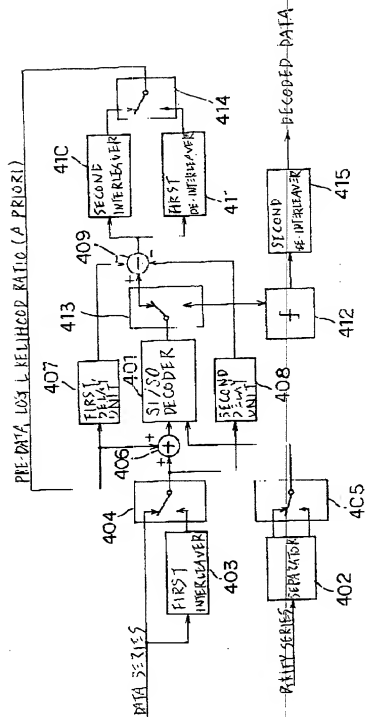 PRE-DATA, LOG LIKELIHOOD RATIO (A PRIORI)
407
FIRST DELAY
UNIT
404
406
401
SI/SO
DECODER
SECOND DELAY
UNIT
408
413
409
41C
SECOND
INTERLEAVER
FIRST
DE-INTERLEAVER
41
414
DATA SERIES
FIRST
INTERLEAVER
403
PARITY SERIES
SEPARATOR
402
4C5
412
SECOND
DE-INTERLEAVER
415
DECODED DATA
+
+
+
-
-